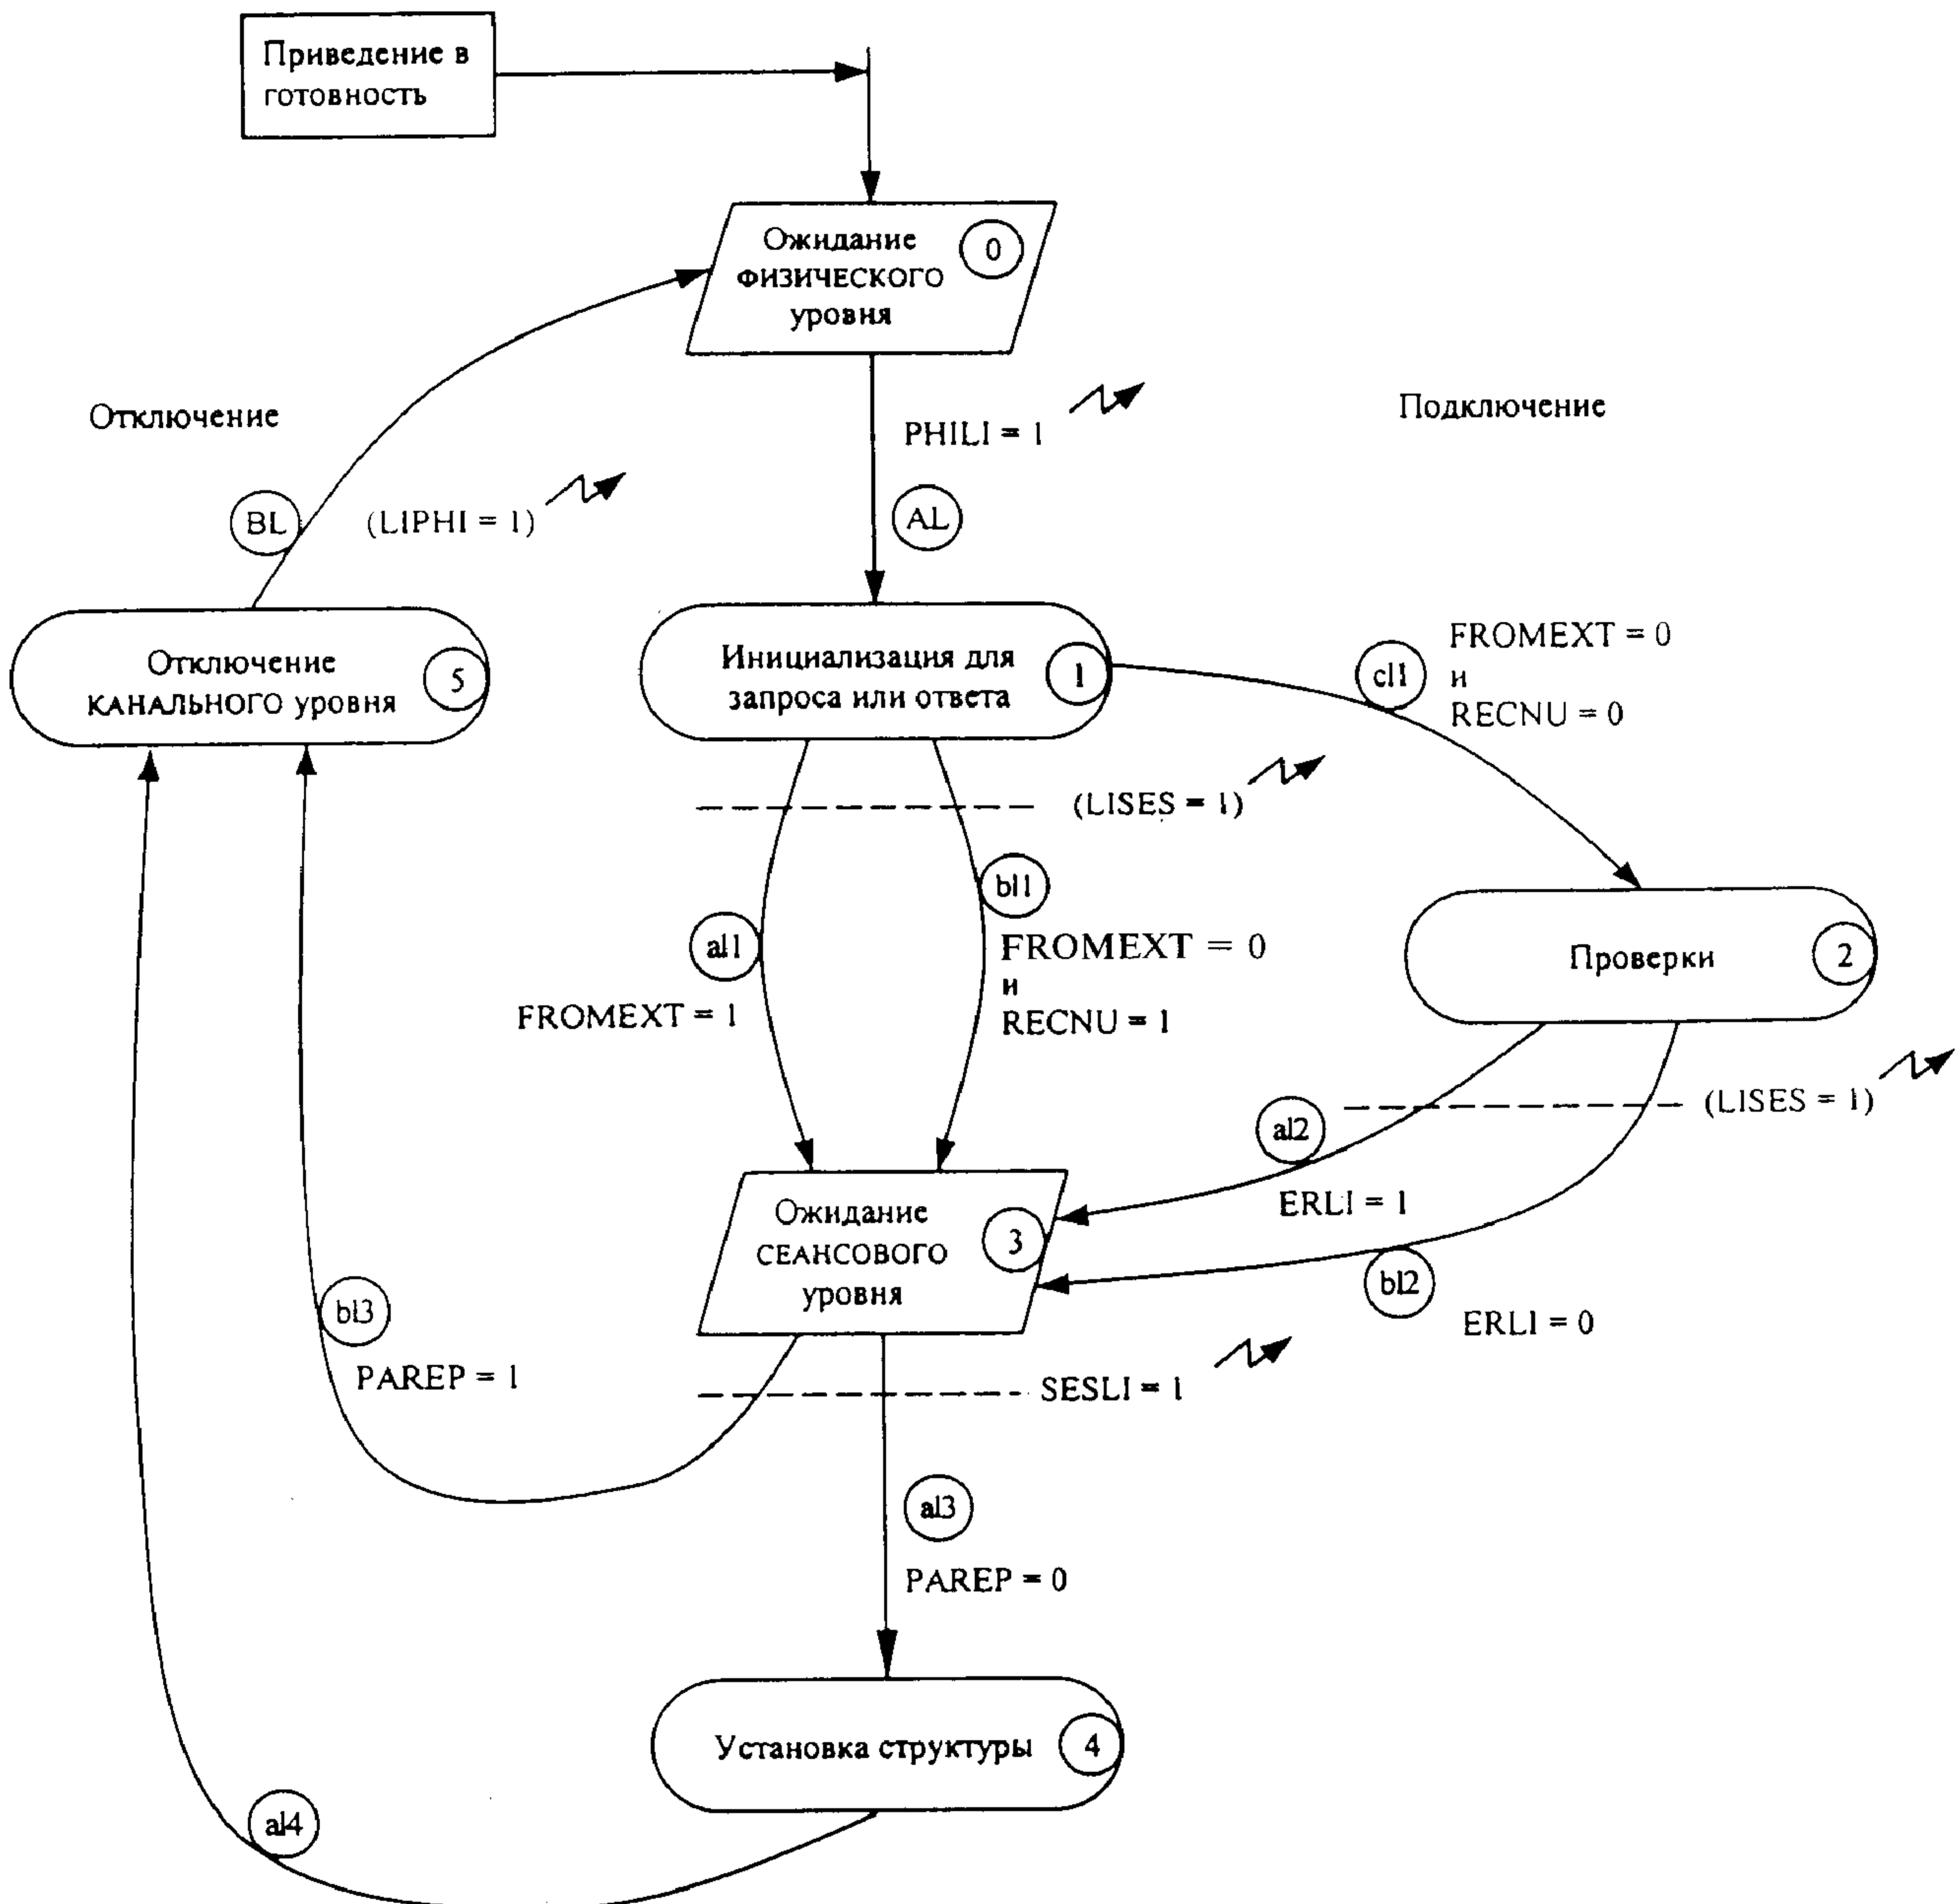 Приведение в
готовность
Ожидание
ФИЗИЧЕСКОГО
уровня
0
Отключение
Подключение
PHILI = 1
BL
(LIPHI = 1)
AL
Отключение
КАНАЛЬНОГО уровня
5
Инициализация для
запроса или ответа
1
cl1
FROMEXT = 0
и
RECNU = 0
(LISES = 1)
bl1
al1
FROMEXT = 0
и
RECNU = 1
FROMEXT = 1
Проверки
2
(LISES = 1)
al2
ERLI = 1
Ожидание
СЕАНСОВОГО
уровня
3
bl2
ERLI = 0
bl3
PAREP = 1
SESLI = 1
al3
PAREP = 0
Установка структуры
4
al4